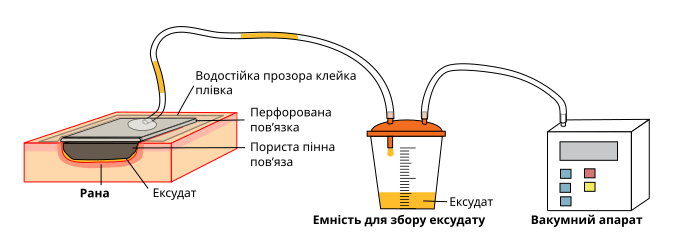 Водостійка прозора клейка
плівка
Перфорована
пов’язка
Пориста пінна
пов’яза
Рана
Ексудат
Ексудат
Емність для збору ексудату
Вакумний апарат